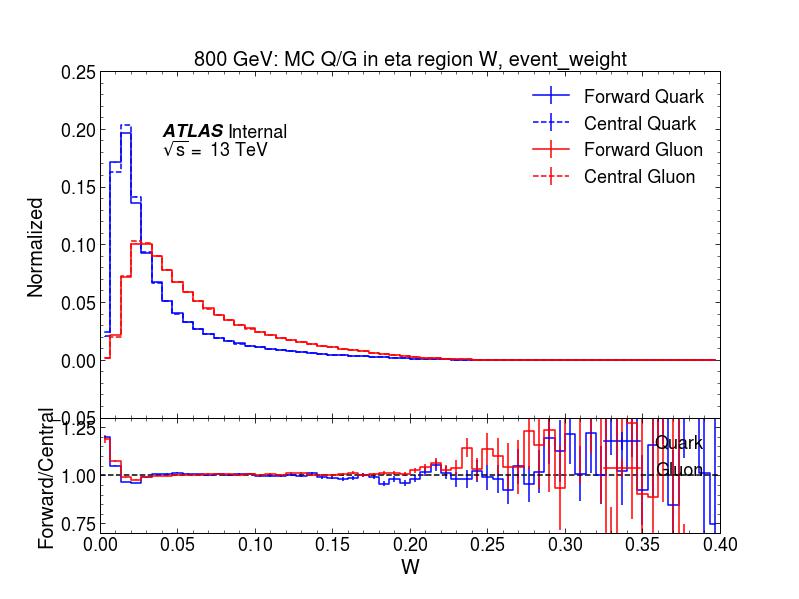 800 GeV: MC Q/G in eta region W, event_weight
0.25
0.20
0.15
0.10
0.05
0.00
0.05
Normalized
ATLAS Internal
√s = 13 TeV
Forward Quark
Central Quark
Forward Gluon
Central Gluon
1.25
1.00
0.75
Forward/Central
Quark
Gluon
0.00 0.05 0.10 0.15 0.20 0.25 0.30 0.35 0.40
W